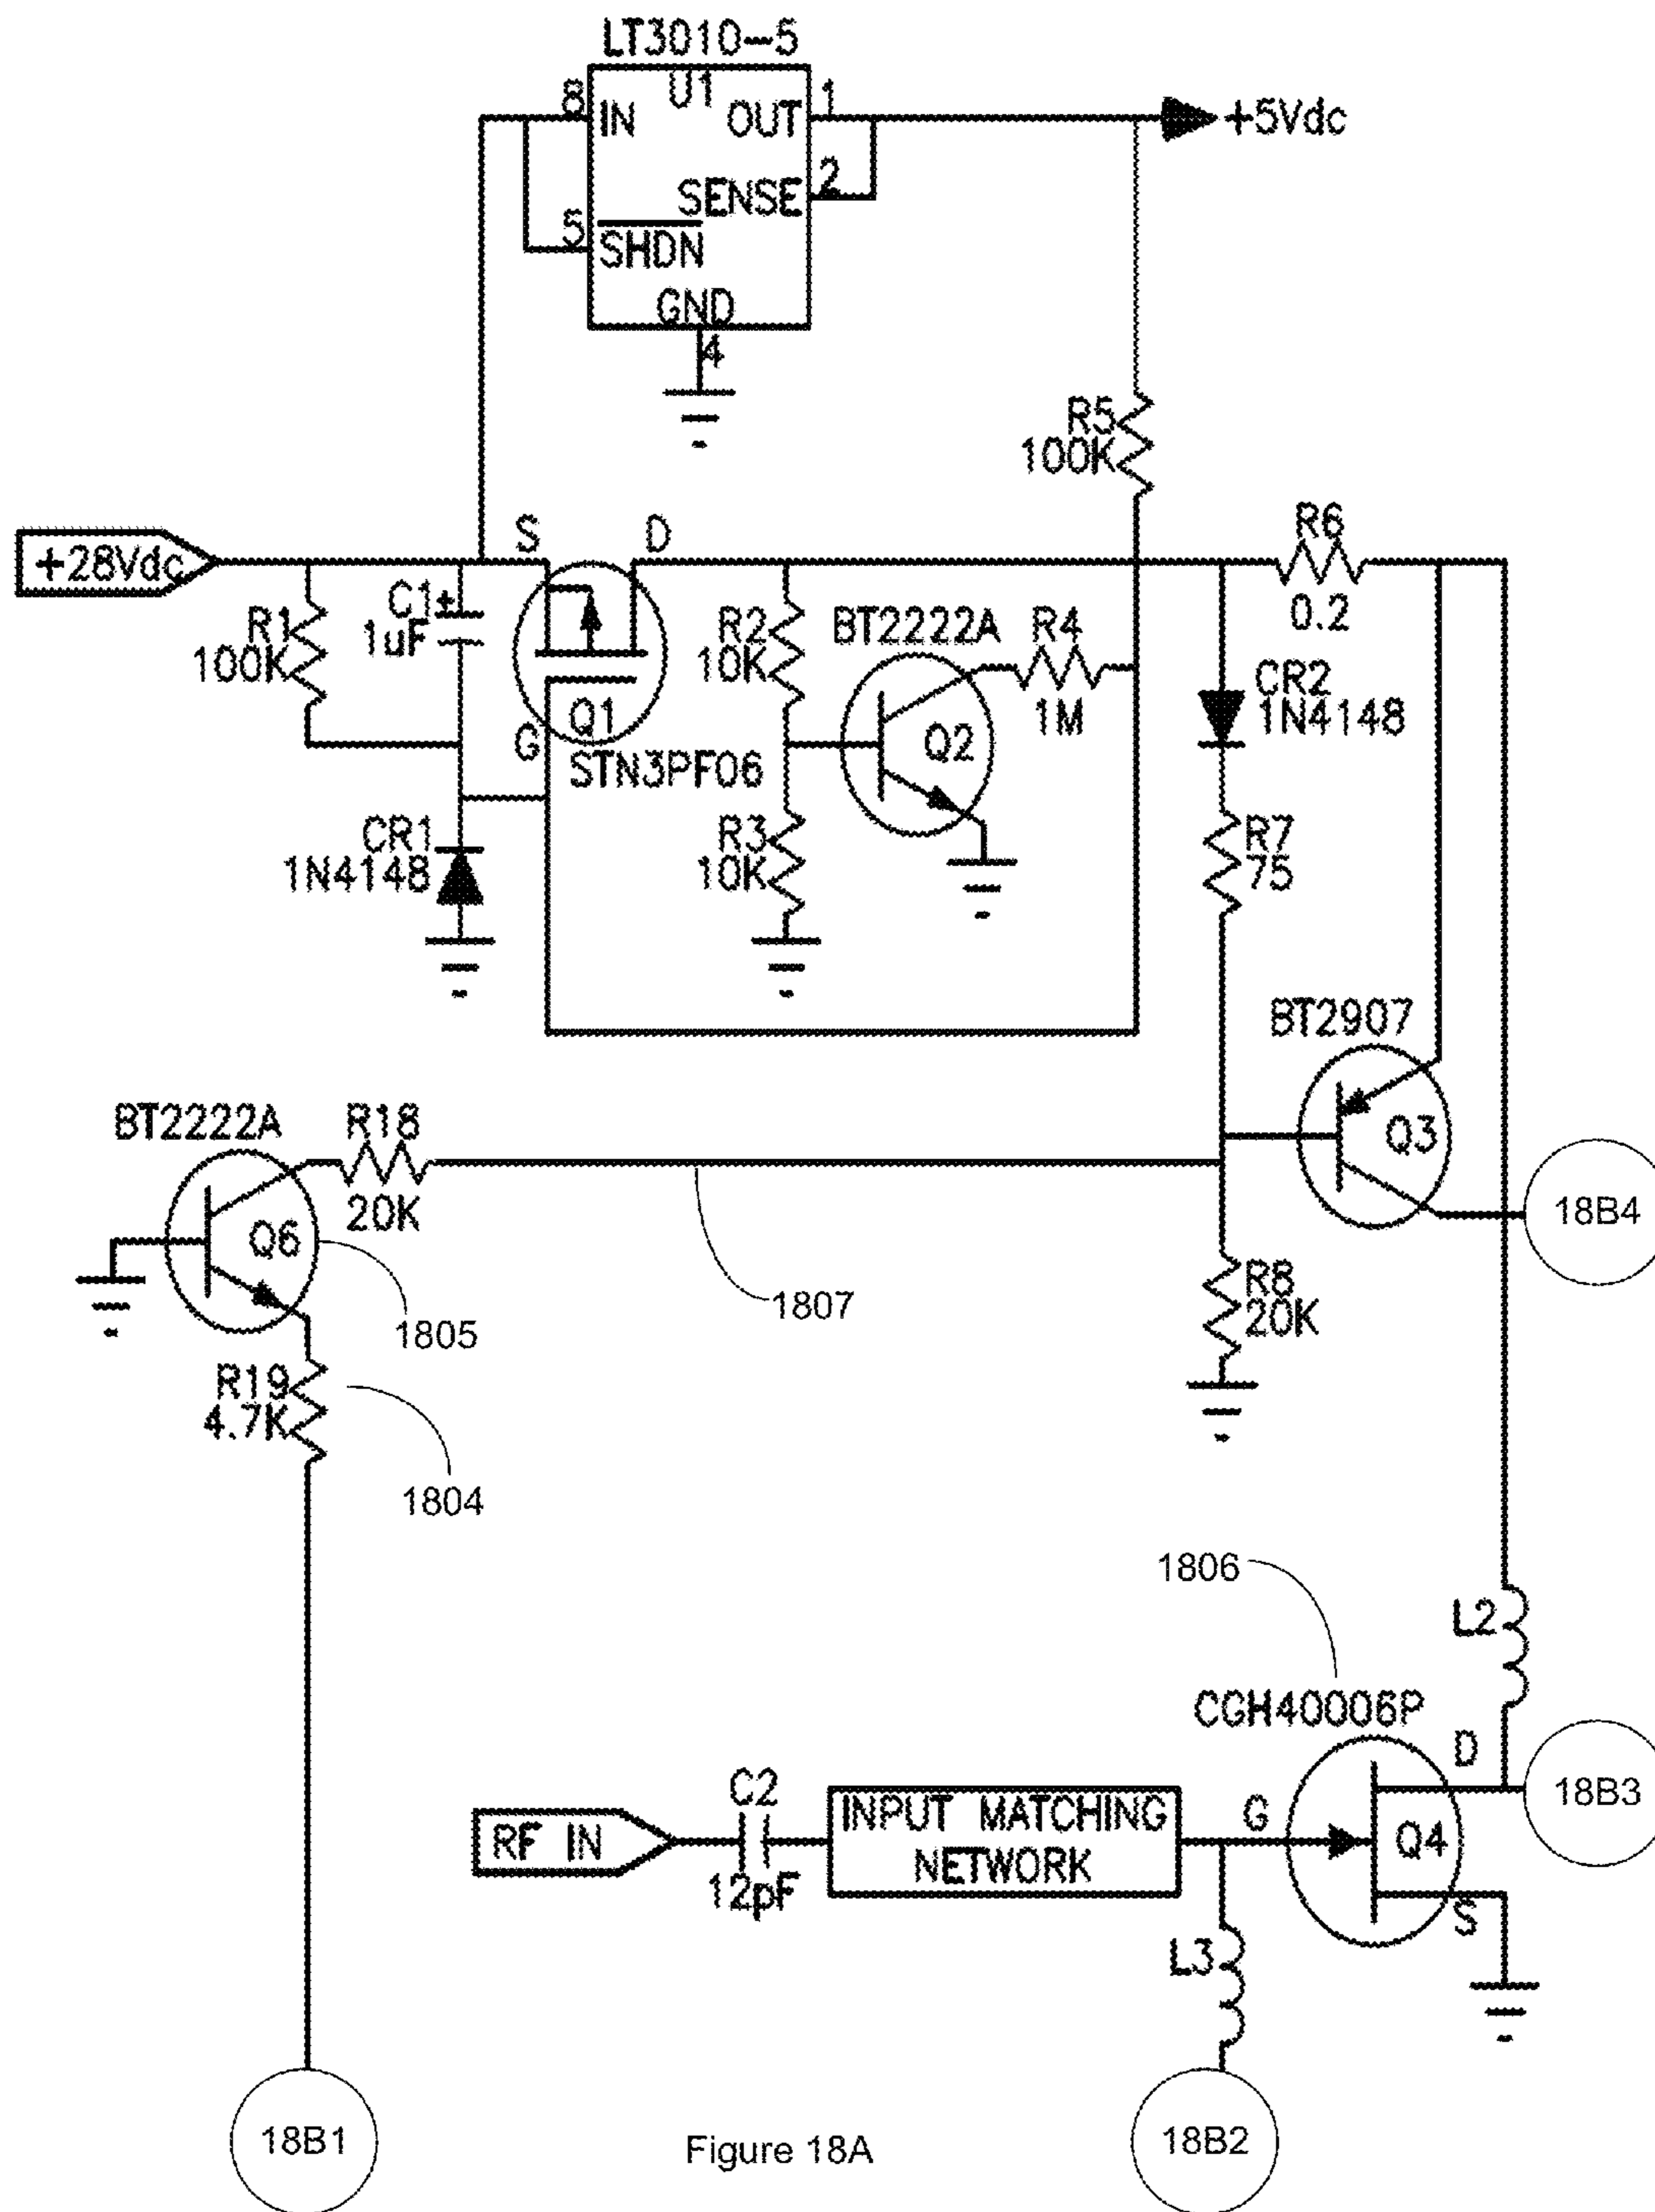 LT3010-5
U1
8
IN
OUT
1
+5Vdc
SENSE
2
5
SHDN
GND
4
R5
100K
+28Vdc
S
D
R6
0.2
R1
100K
C1+
1uF
R2
10K
BT2222A
R4
1M
CR2
1N4148
Q1
G
STN3PF06
Q2
CR1
1N4148
R3
10K
R7
75
BT2907
Q3
BT2222A
R18
20K
Q6
18B4
1807
R8
20K
1805
R19
4.7K
1804
1806
L2
CGH40006P
D
18B3
RF IN
C2
12pF
INPUT MATCHING
NETWORK
G
Q4
S
L3
18B1
Figure 18A
18B2